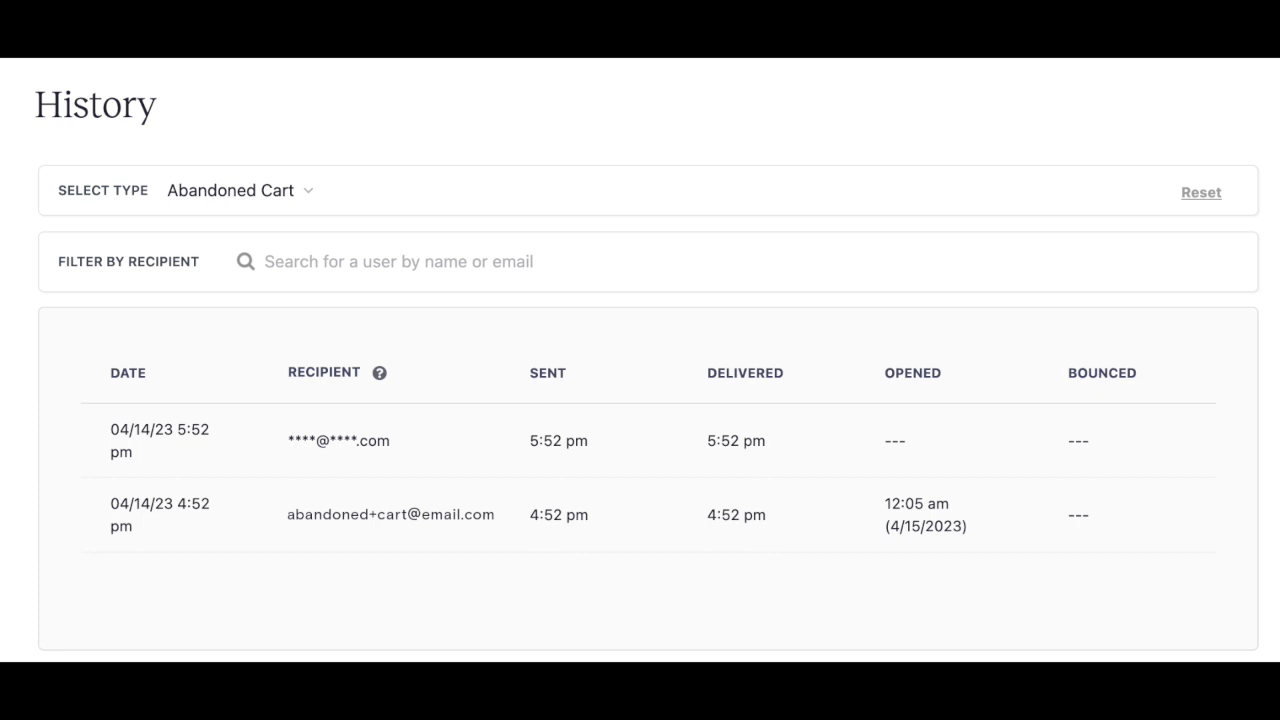 History
SELECT TYPE Abandoned Cart Reset
FILTER BY RECIPIENT Search for a user by name or email
DATE RECIPIENT ? SENT DELIVERED OPENED BOUNCED
04/14/23 5:52
pm ****@****.com 5:52 pm 5:52 pm --- ---
04/14/23 4:52
pm abandoned+cart@email.com 4:52 pm 4:52 pm 12:05 am
(4/15/2023) ---